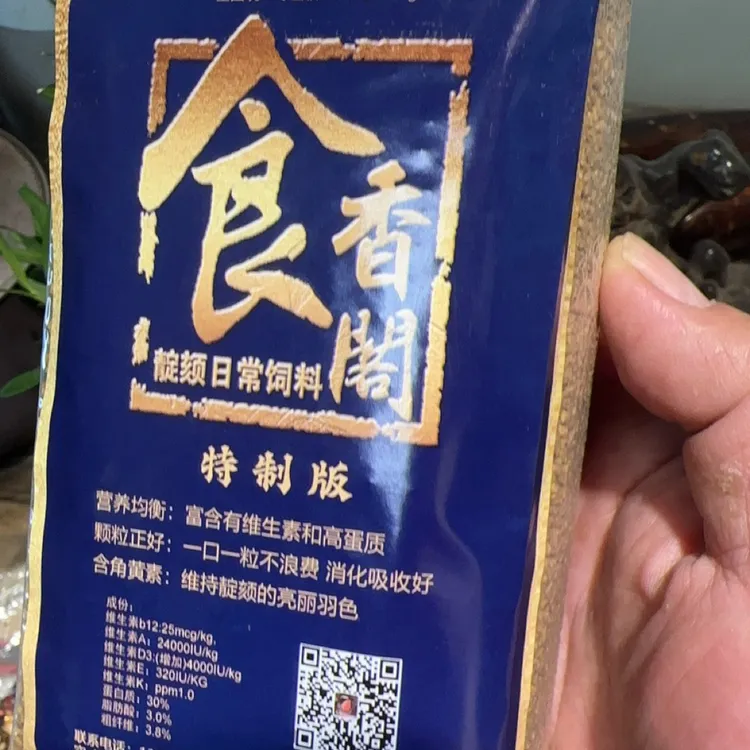 食香閣
靛颏日常饲料
特制版
营养均衡：富含有维生素和高蛋质
颗粒正好：一口一粒不浪费 消化吸收好
含角黄素：维持靛颏的亮丽羽色
成份：
维生素b12:25mcg/kg,
维生素A：24000IU/kg
维生素D3:(增加)4000IU/kg
维生素E：320IU/KG
维生素K：ppm1.0
蛋白质：30%
脂肪酸：3.0%
粗纤维：3.8%
联系电话：